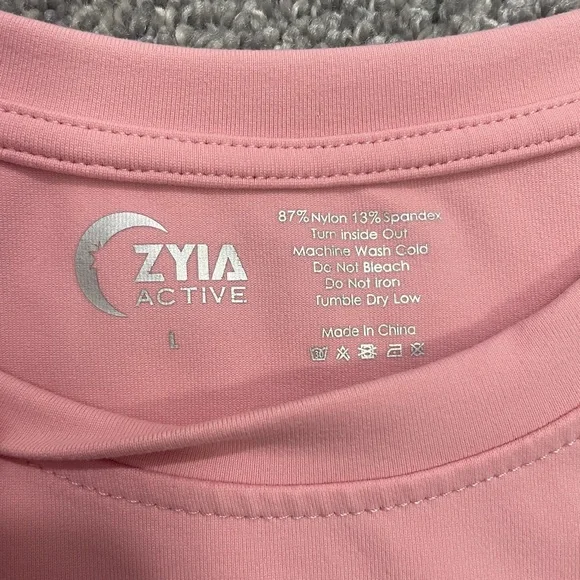 ZYIA
ACTIVE
L
87% Nylon 13% Spandex
Turn Inside Out
Machine Wash Cold
Do Not Bleach
Do Not Iron
Tumble Dry Low
Made In China
30